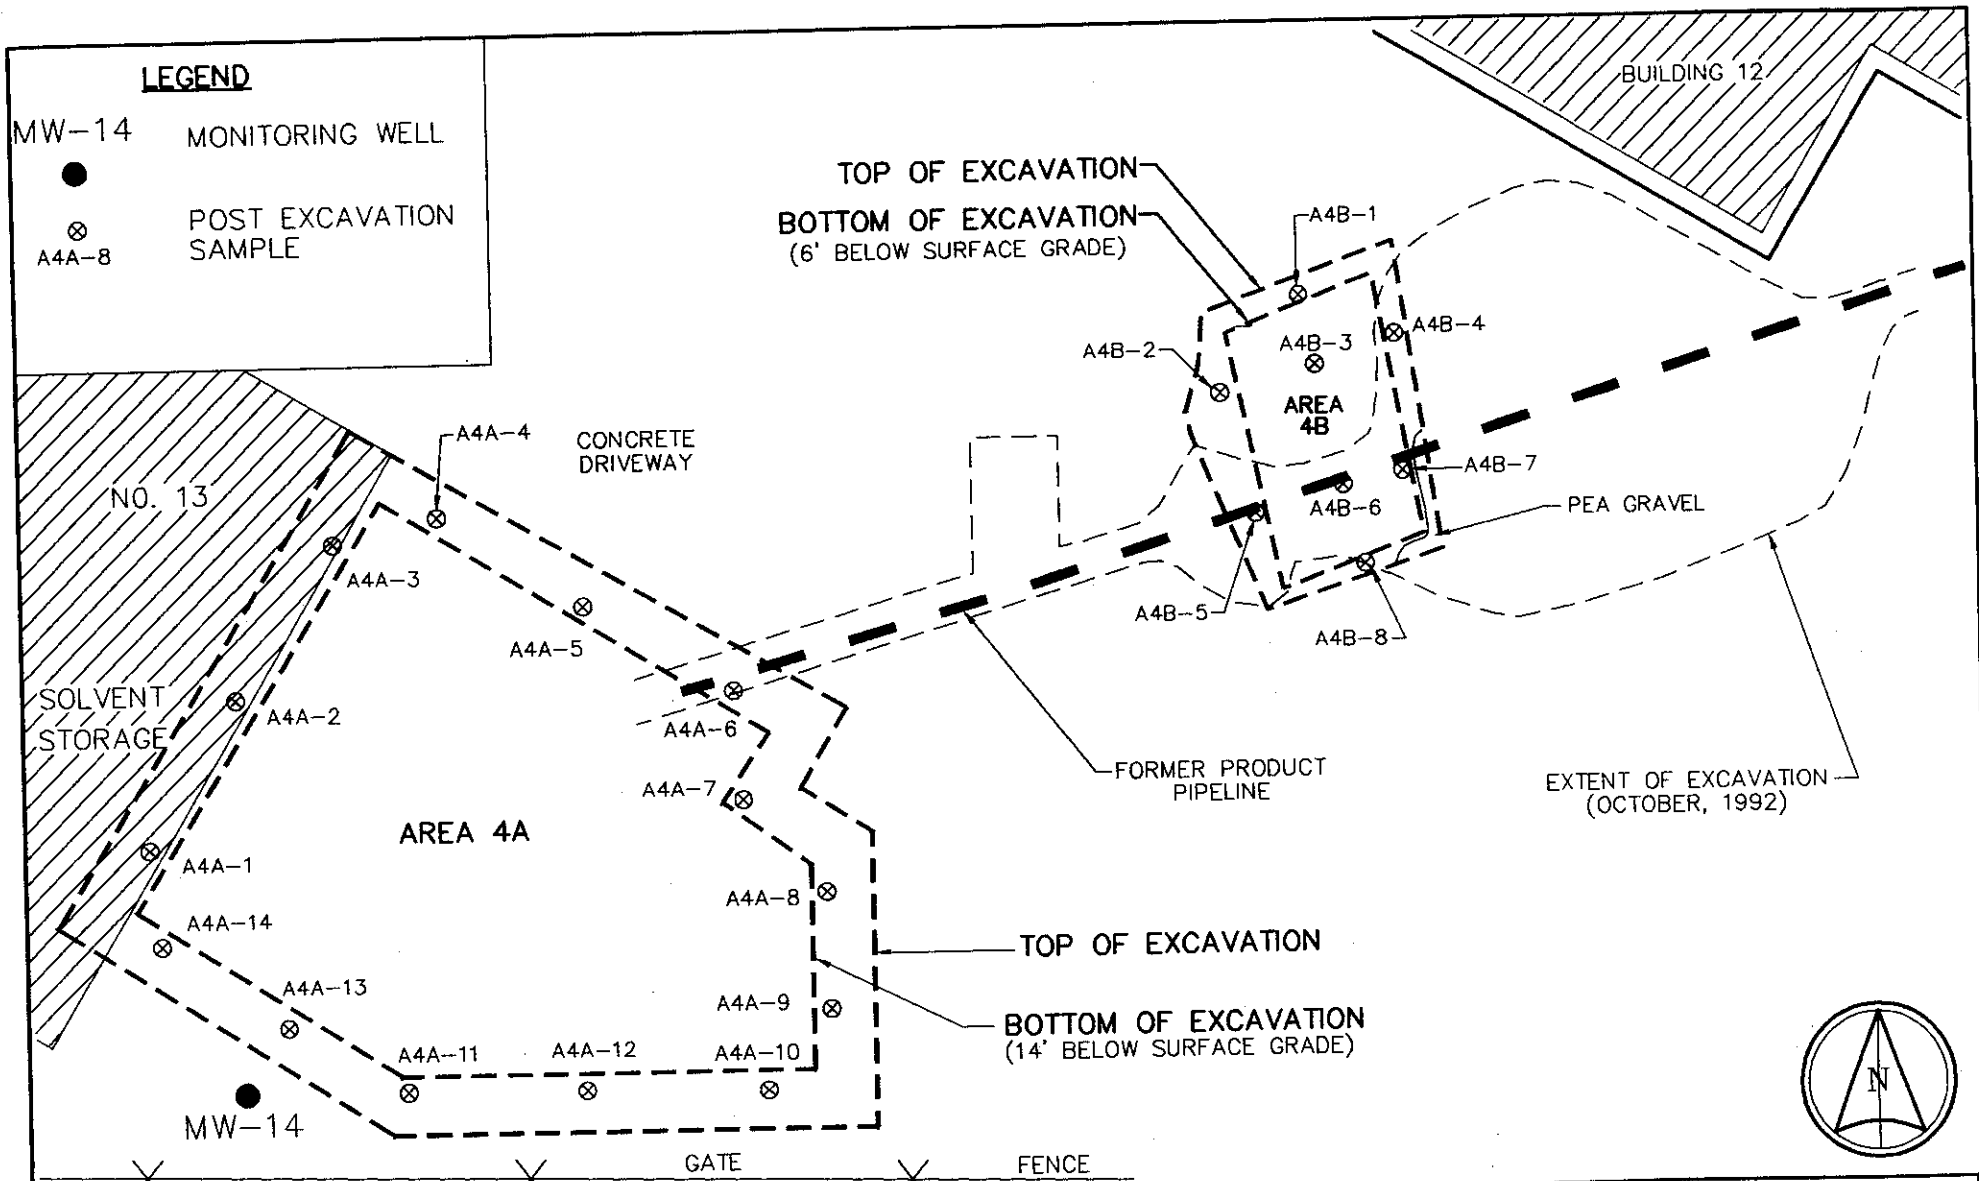 LEGEND
MW-14
MONITORING WELL
POST EXCAVATION
SAMPLE
A4A-8
BUILDING 12
TOP OF EXCAVATION
BOTTOM OF EXCAVATION
(6' BELOW SURFACE GRADE)
A4B-1
A4B-2
A4B-3
A4B-4
AREA
4B
A4B-7
A4B-6
PEA GRAVEL
A4B-5
A4B-8
A4A-4
CONCRETE
DRIVEWAY
NO. 13
A4A-3
A4A-5
SOLVENT
STORAGE
A4A-2
A4A-6
A4A-7
FORMER PRODUCT
PIPELINE
EXTENT OF EXCAVATION
(OCTOBER, 1992)
AREA 4A
A4A-1
A4A-8
A4A-14
TOP OF EXCAVATION
A4A-13
A4A-9
BOTTOM OF EXCAVATION
(14' BELOW SURFACE GRADE)
A4A-11
A4A-12
A4A-10
MW-14
N
GATE
FENCE